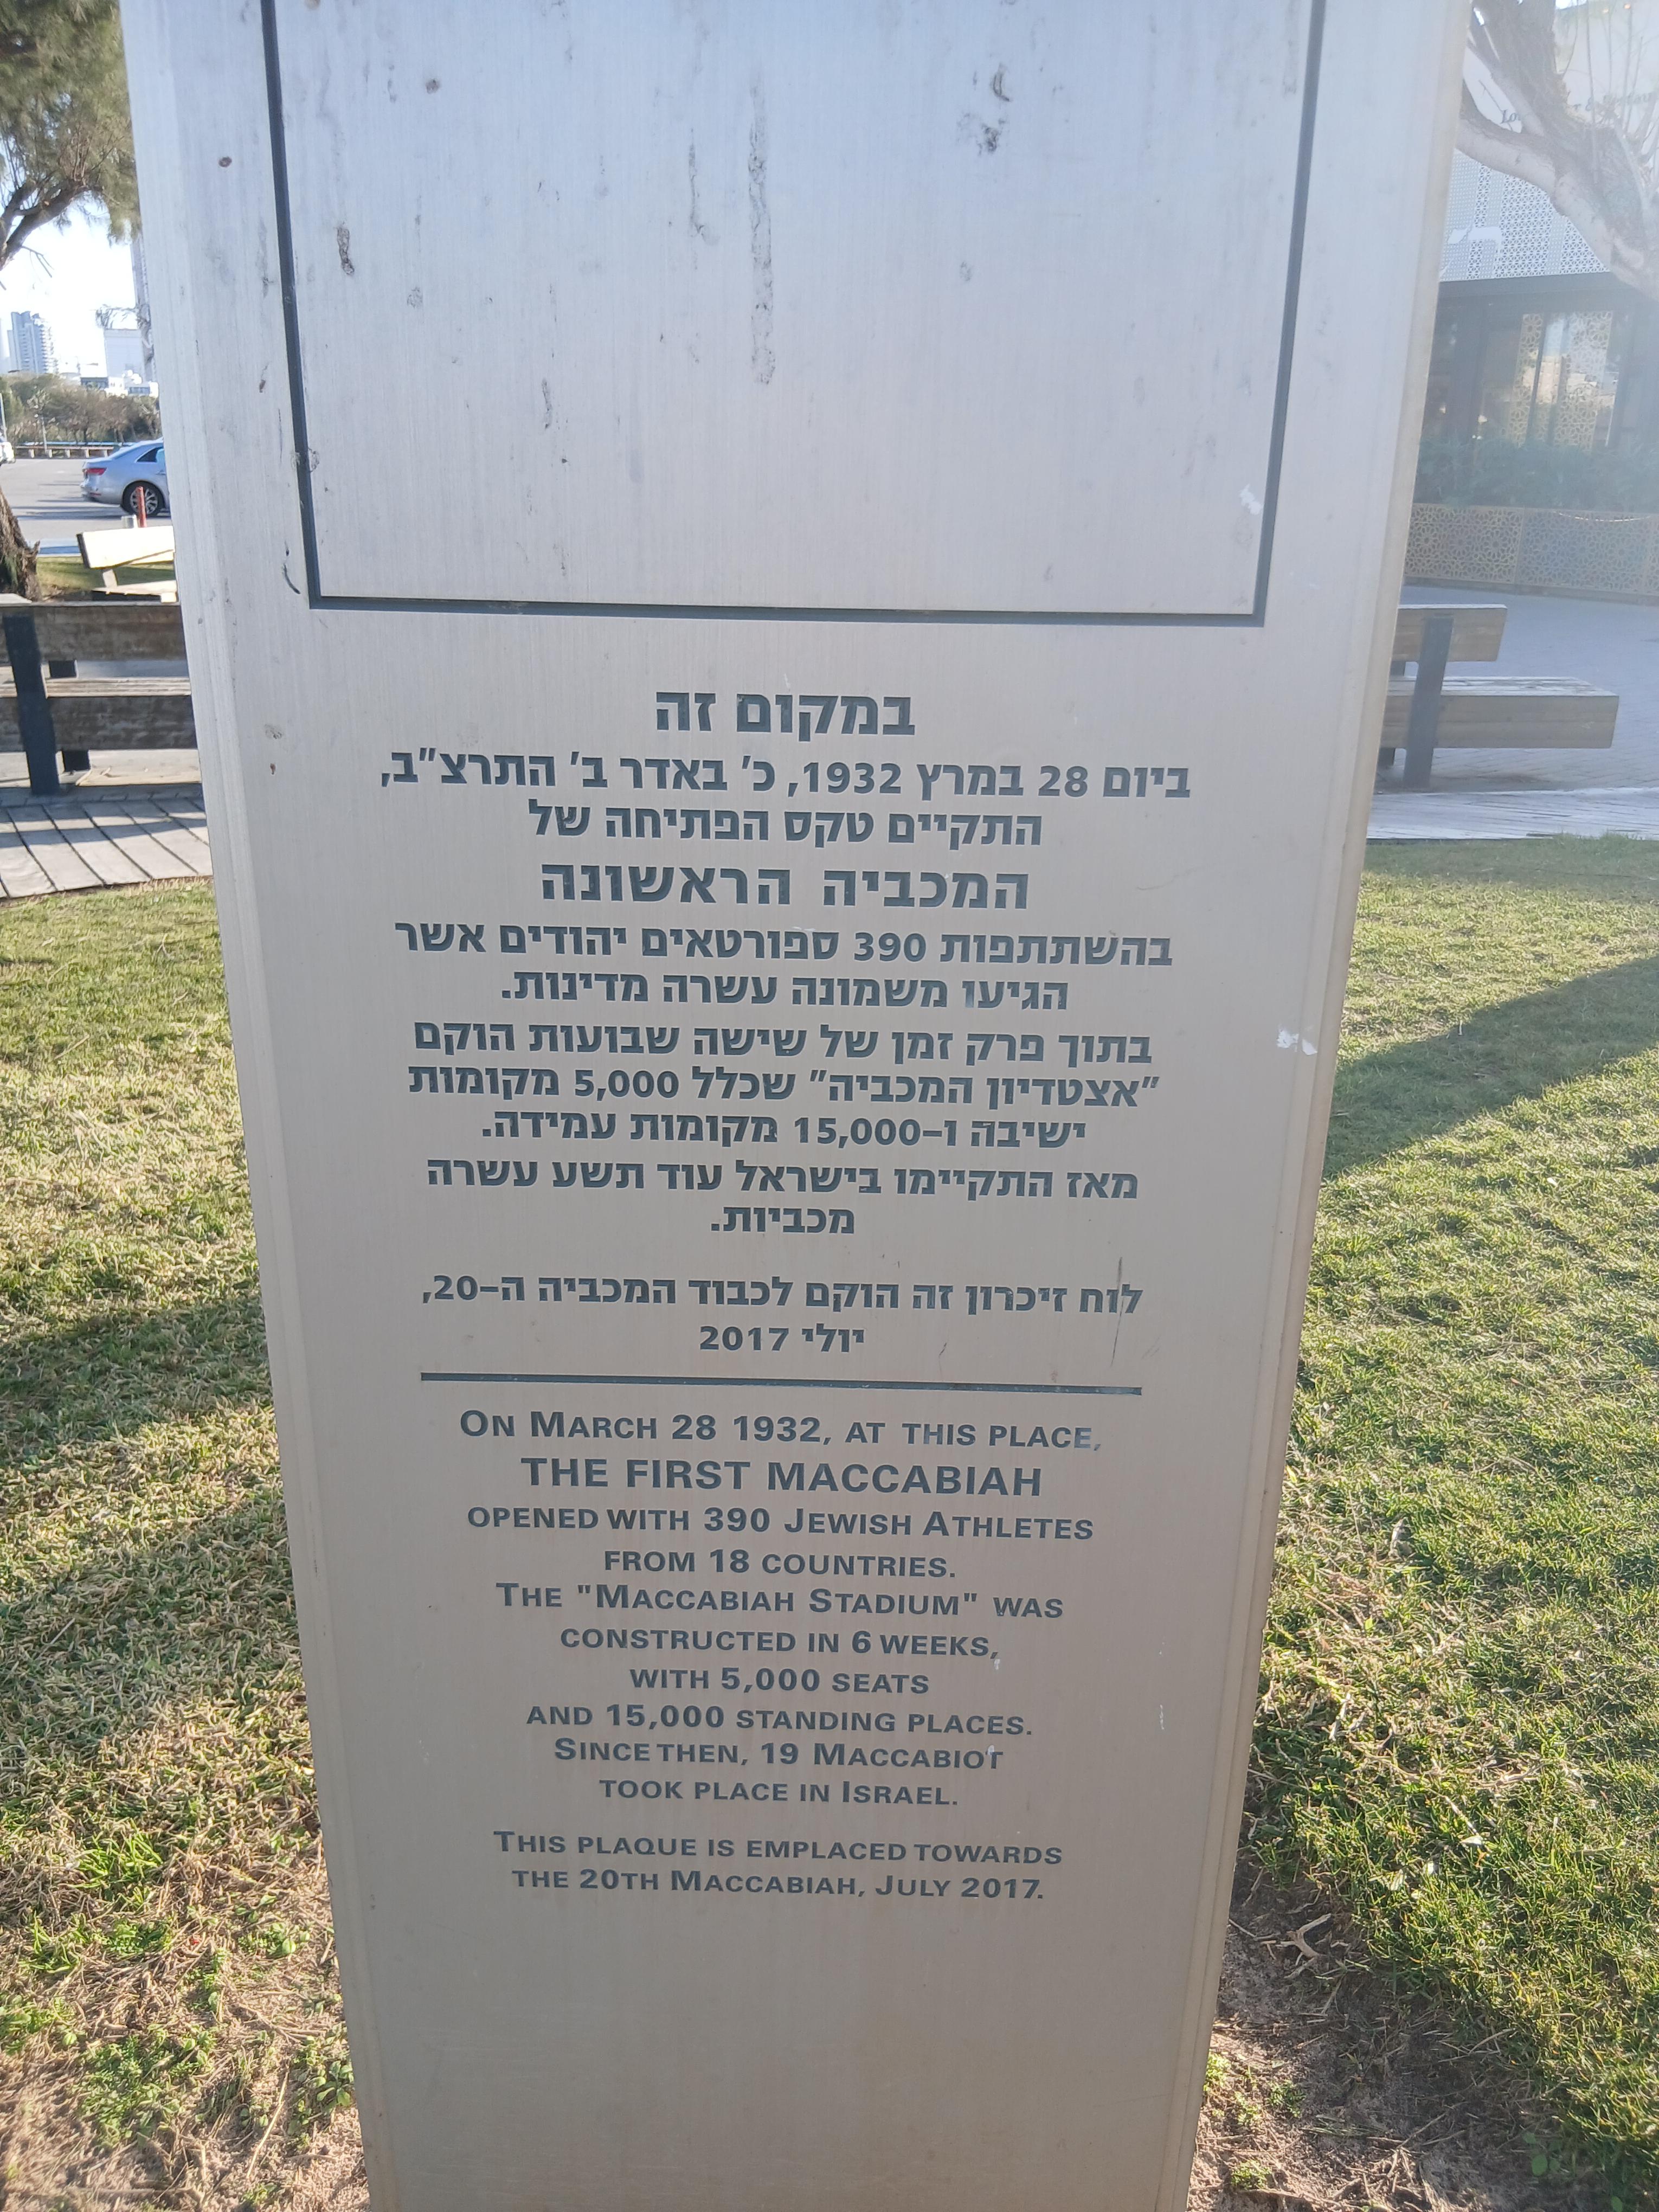 במקום זה
ביום 28 במרץ 1932, כ' באדר ב' התרצ"ב,
התקיים טקס הפתיחה של
המכביה הראשונה
בהשתתפות 390 ספורטאים יהודים אשר
הגיעו משמונה עשרה מדינות.
בתוך פרק זמן של שישה שבועות הוקם
"אצטדיון המכביה" שכלל 5,000 מקומות
ישיבה ו-15,000 מקומות עמידה.
מאז התקיימו בישראל עוד תשע עשרה
מכביות.
לוח זיכרון זה הוקם לכבוד המכביה ה-20,
יולי 2017
ON MARCH 28 1932, AT THIS PLACE,
THE FIRST MACCABIAH
OPENED WITH 390 JEWISH ATHLETES
FROM 18 COUNTRIES.
THE "MACCABIAH STADIUM" WAS
CONSTRUCTED IN 6 WEEKS,
WITH 5,000 SEATS
AND 15,000 STANDING PLACES.
SINCE THEN, 19 MACCABIOT
TOOK PLACE IN ISRAEL.
THIS PLAQUE IS EMPLACED TOWARDS
THE 20TH MACCABIAH, JULY 2017.